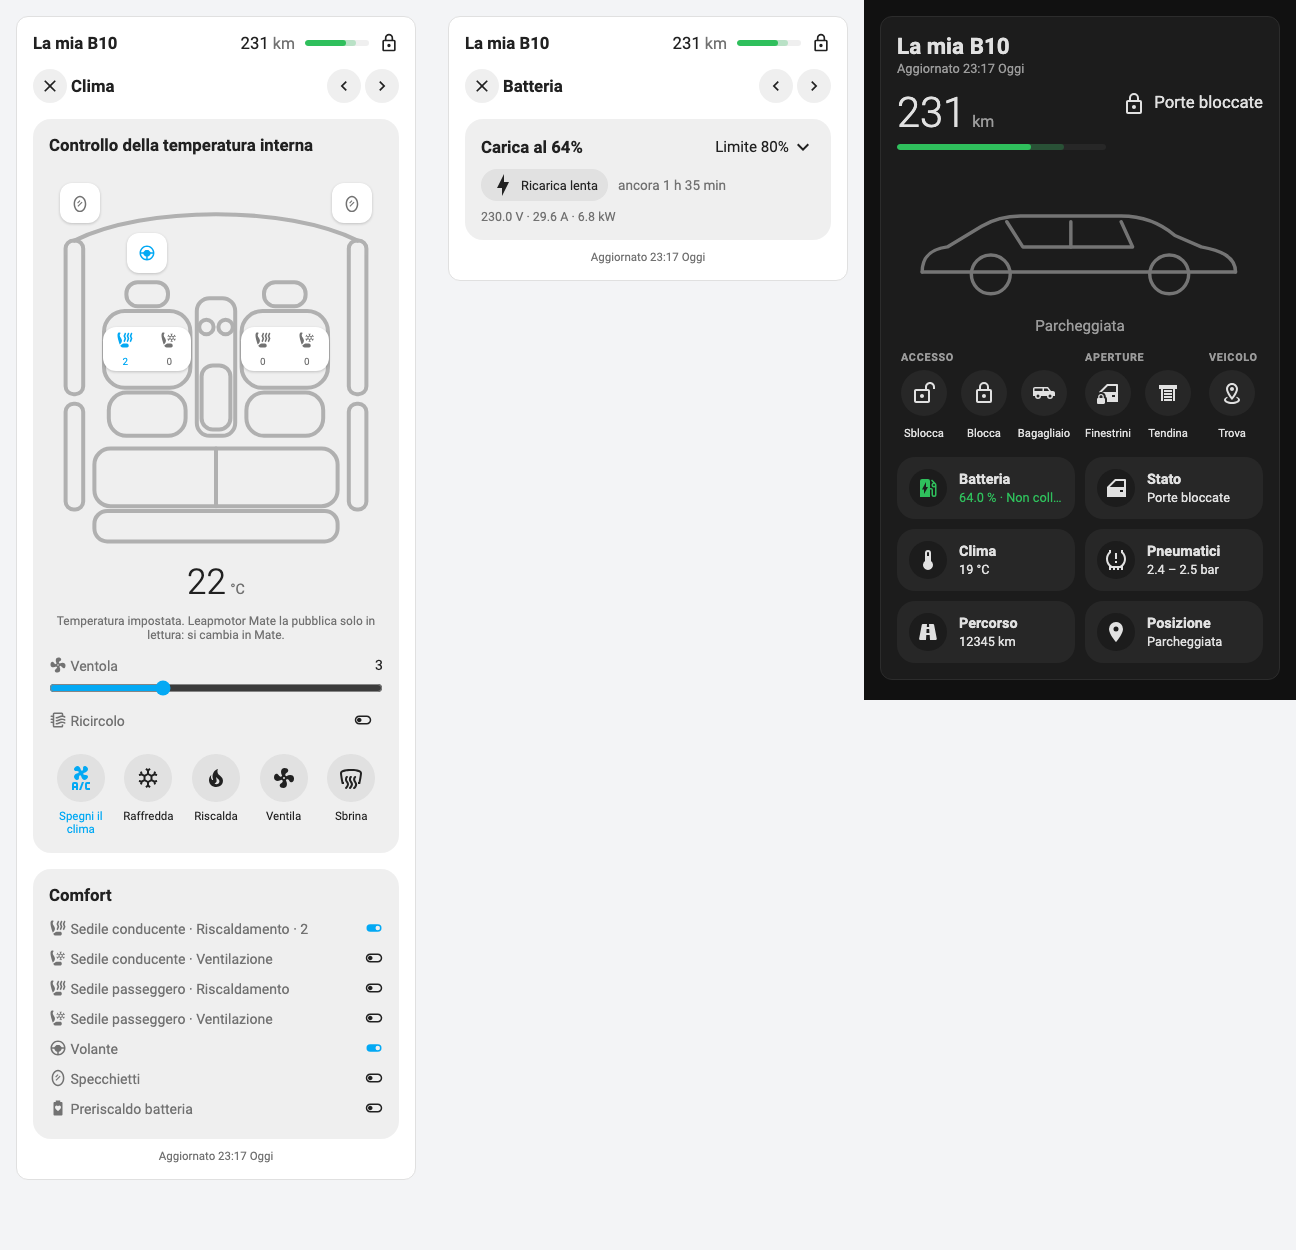 La mia B10
231 km
Clima
Controllo della temperatura interna
2
0
0
0
22 °C
Temperatura impostata. Leapmotor Mate la pubblica solo in
lettura: si cambia in Mate.
Ventola
3
Ricircolo
A/C
Spegni il
clima
Raffredda
Riscalda
Ventila
Sbrina
Comfort
Sedile conducente · Riscaldamento · 2
Sedile conducente · Ventilazione
Sedile passeggero · Riscaldamento
Sedile passeggero · Ventilazione
Volante
Specchietti
Preriscaldo batteria
Aggiornato 23:17 Oggi
La mia B10
231 km
Batteria
Carica al 64%
Limite 80%
Ricarica lenta
ancora 1 h 35 min
230.0 V · 29.6 A · 6.8 kW
Aggiornato 23:17 Oggi
La mia B10
Aggiornato 23:17 Oggi
231 km
Porte bloccate
Parcheggiata
ACCESSO
APERTURE
VEICOLO
Sblocca
Blocca
Bagagliaio
Finestrini
Tendina
Trova
Batteria
64.0 % · Non coll…
Stato
Porte bloccate
Clima
19 °C
Pneumatici
2.4 – 2.5 bar
Percorso
12345 km
Posizione
Parcheggiata